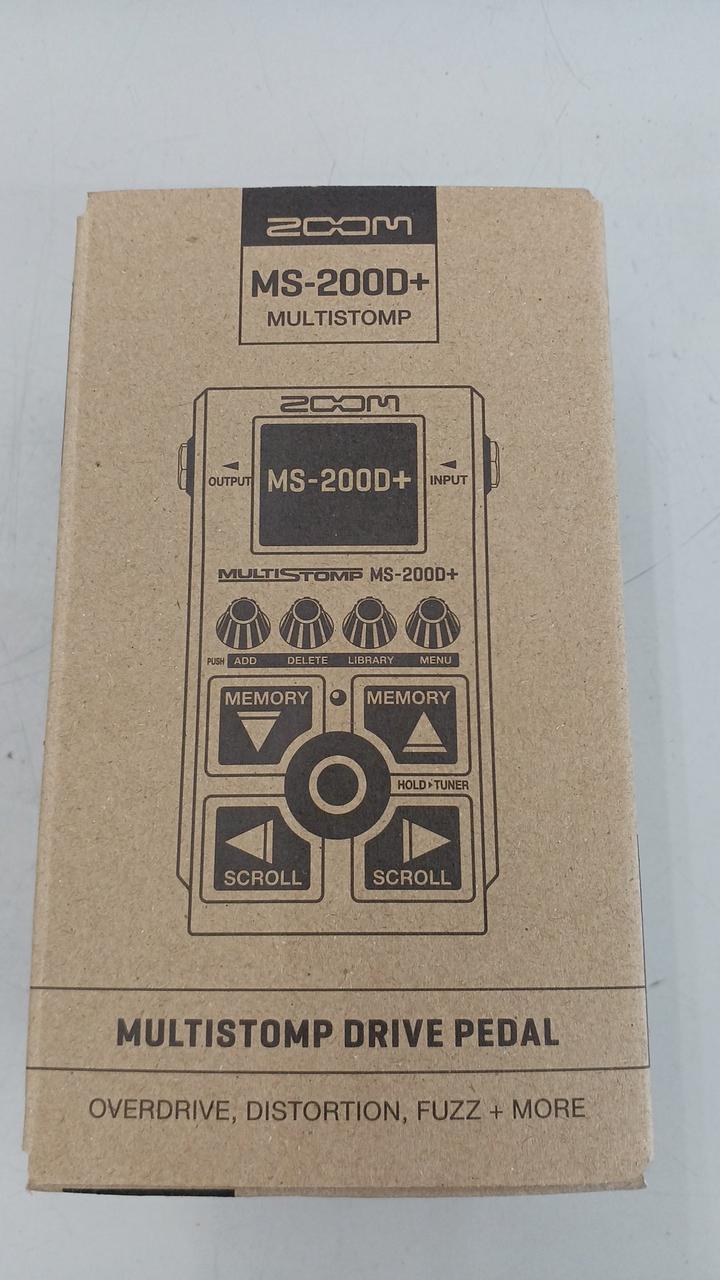 ZOOM
MS-200D+
MULTISTOMP
ZOOM
OUTPUT MS-200D+ INPUT
MULTISTOMP MS-200D+
PUSH ADD DELETE LIBRARY MENU
MEMORY MEMORY
HOLD TUNER
SCROLL SCROLL
MULTISTOMP DRIVE PEDAL
OVERDRIVE, DISTORTION, FUZZ + MORE